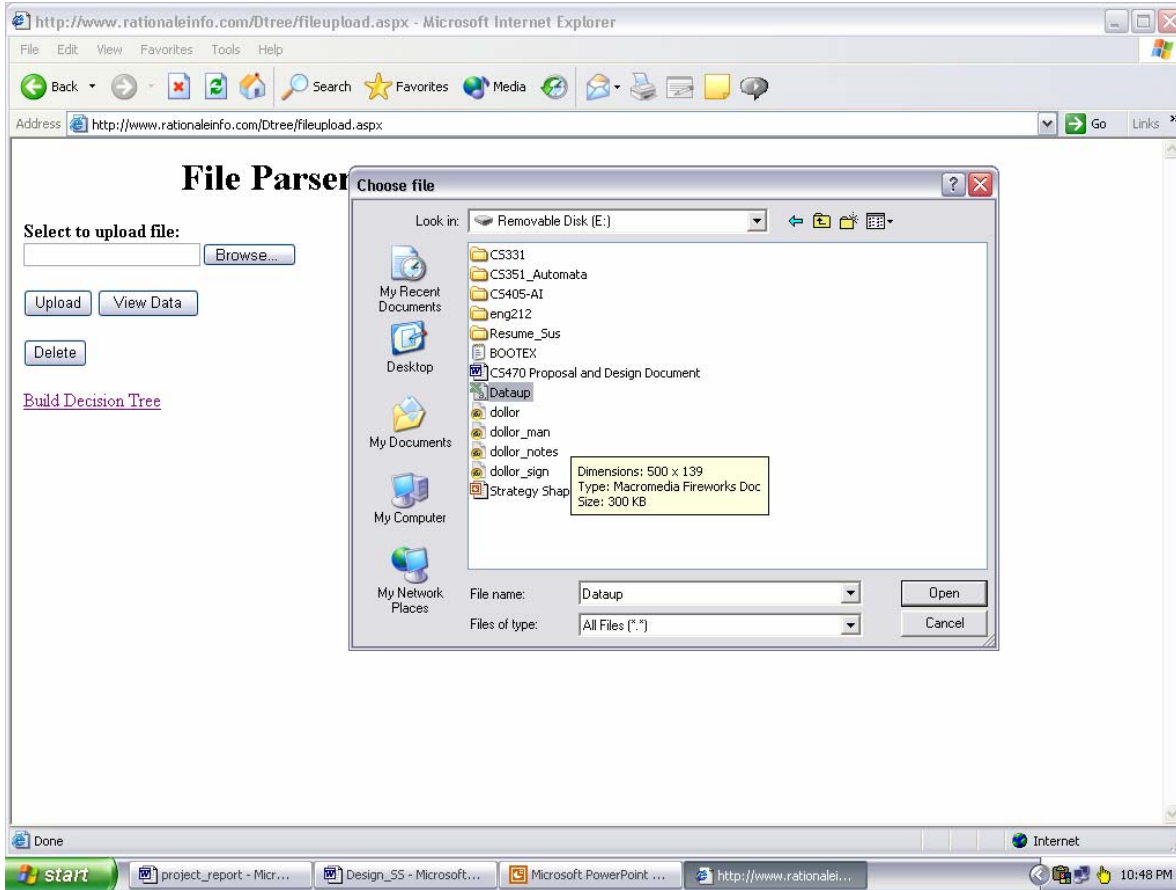 http://www.rationaleinfo.com/Dtree/fileupload.aspx - Microsoft Internet Explorer
File Edit View Favorites Tools Help
Back Search Favorites Media
Address http://www.rationaleinfo.com/Dtree/fileupload.aspx Go Links »
File Parser
Select to upload file:
Browse...
Upload View Data
Delete
Build Decision Tree
Choose file
Look in: Removable Disk (E:)
My Recent Documents
Desktop
My Documents
My Computer
My Network Places
CS331
CS351_Automata
CS405-AI
eng212
Resume_Sus
BOOTEX
CS470 Proposal and Design Document
Dataup
dollor
dollor_man
dollor_notes
dollor_sign
Strategy Shap
Dimensions: 500 x 139
Type: Macromedia Fireworks Doc
Size: 300 KB
File name: Dataup Open
Files of type: All Files (*.*) Cancel
Done Internet
start project_report - Micr... Design_SS - Microsoft... Microsoft PowerPoint ... http://www.rationalei... 10:48 PM